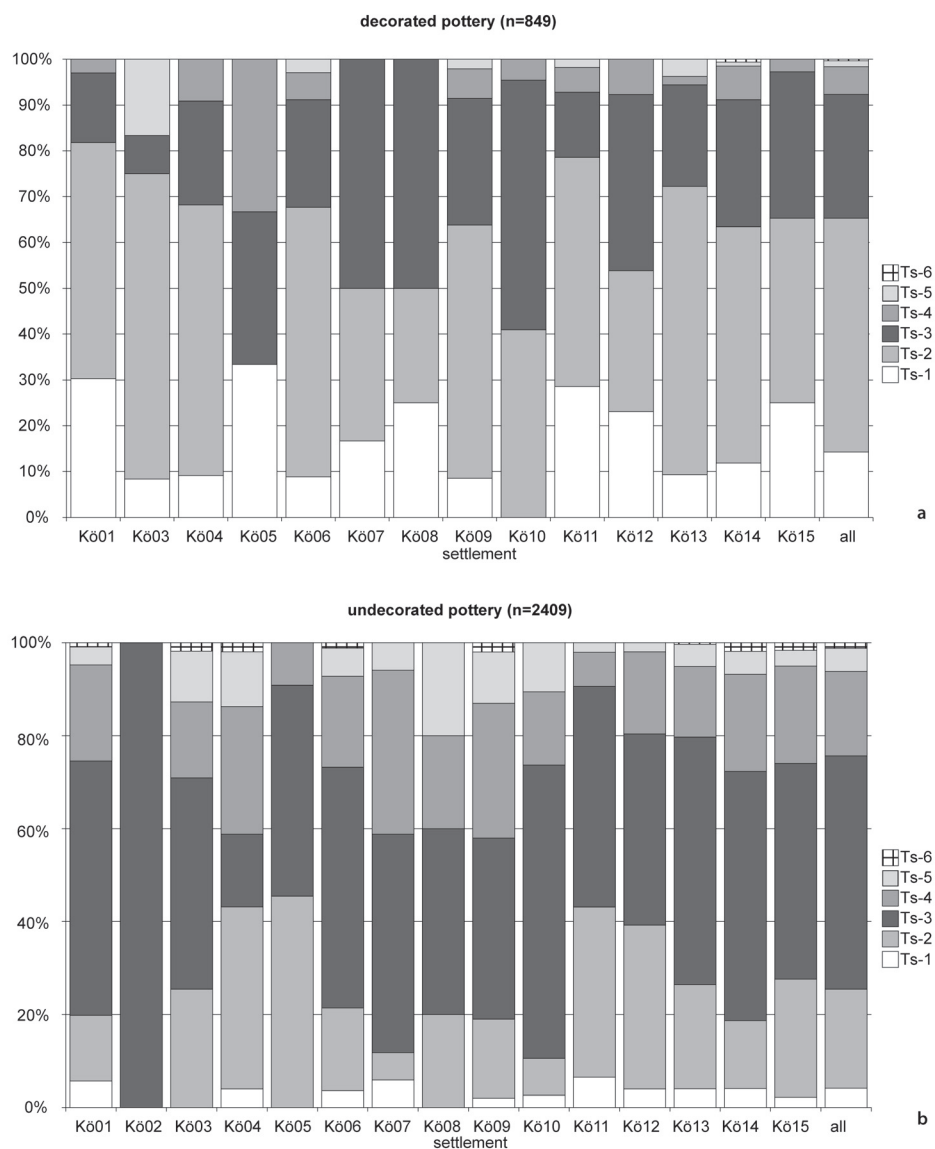 decorated pottery (n=849)
100%
90%
80%
70%
60%
50%
40%
30%
20%
10%
0%
Kö01 Kö03 Kö04 Kö05 Kö06 Kö07 Kö08 Kö09 Kö10 Kö11 Kö12 Kö13 Kö14 Kö15 all
settlement
Ts-6
Ts-5
Ts-4
Ts-3
Ts-2
Ts-1
a
undecorated pottery (n=2409)
100%
80%
60%
40%
20%
0%
Kö01 Kö02 Kö03 Kö04 Kö05 Kö06 Kö07 Kö08 Kö09 Kö10 Kö11 Kö12 Kö13 Kö14 Kö15 all
settlement
Ts-6
Ts-5
Ts-4
Ts-3
Ts-2
Ts-1
b